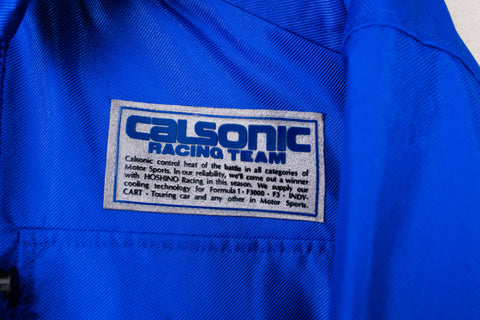 CALSONIC
RACING TEAM
Calsonic control heat of the battle in all categories of
Motor Sports. In our reliability, we'll come out a winner
with HOSHINO Racing in this season. We supply our
cooling technology for Formula 1 · F3000 · F3 · INDY-
CART · Touring car and any other in Motor Sports.